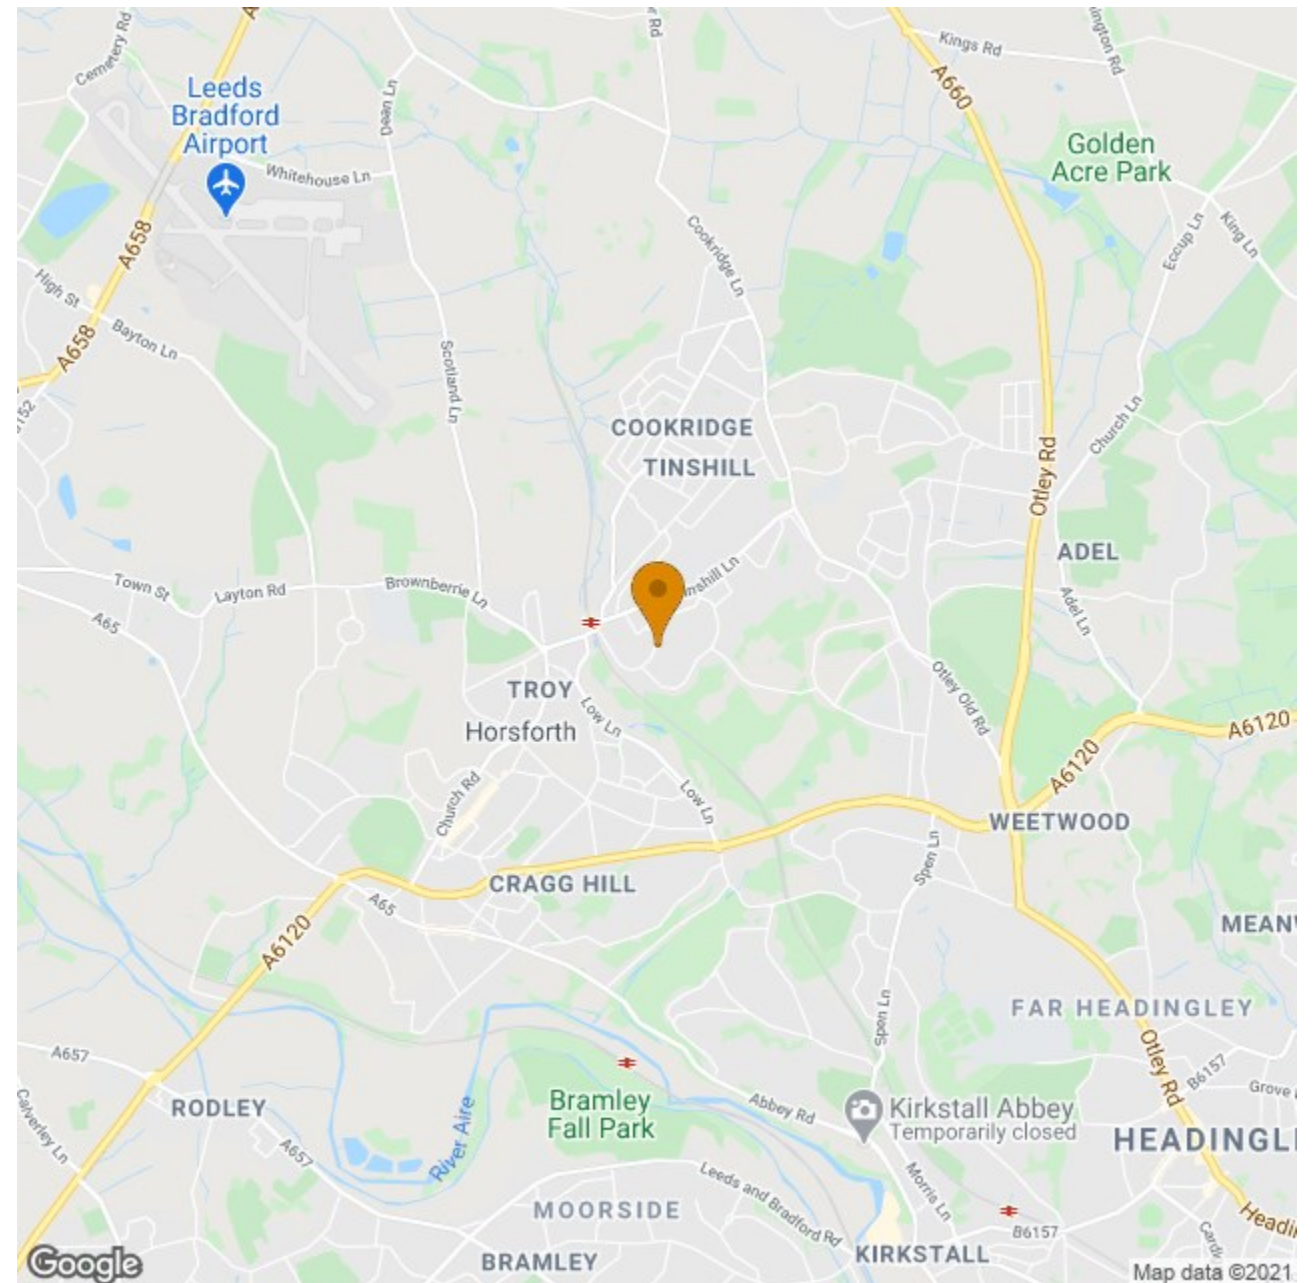 Cemetery Rd
Leeds
Bradford
Airport
Dean Ln
Whitehouse Ln
A658
High St
Bayton Ln
A658
Scotland Ln
Kings Rd
A660
Golden
Acre Park
Cookridge Ln
Eccup Ln
King Ln
COOKRIDGE
TINSHILL
Church Ln
Otley Rd
ADEL
Adel Ln
Town St
Layton Rd
Brownberrie Ln
A65
TROY
Horsforth
Low Ln
Otley Old Rd
A6120
A6120
Church Rd
Low Ln
WEETWOOD
Spen Ln
CRAGG HILL
A65
A6120
FAR HEADINGLEY
Spen Ln
Otley Rd
A657
B6157
Calverley Ln
RODLEY
River Aire
Bramley
Fall Park
Abbey Rd
Kirkstall Abbey
Temporarily closed
A657
Morris Ln
Leeds and Bradford Rd
MOORSIDE
B6157
BRAMLEY
KIRKSTALL
Google
Map data ©2021